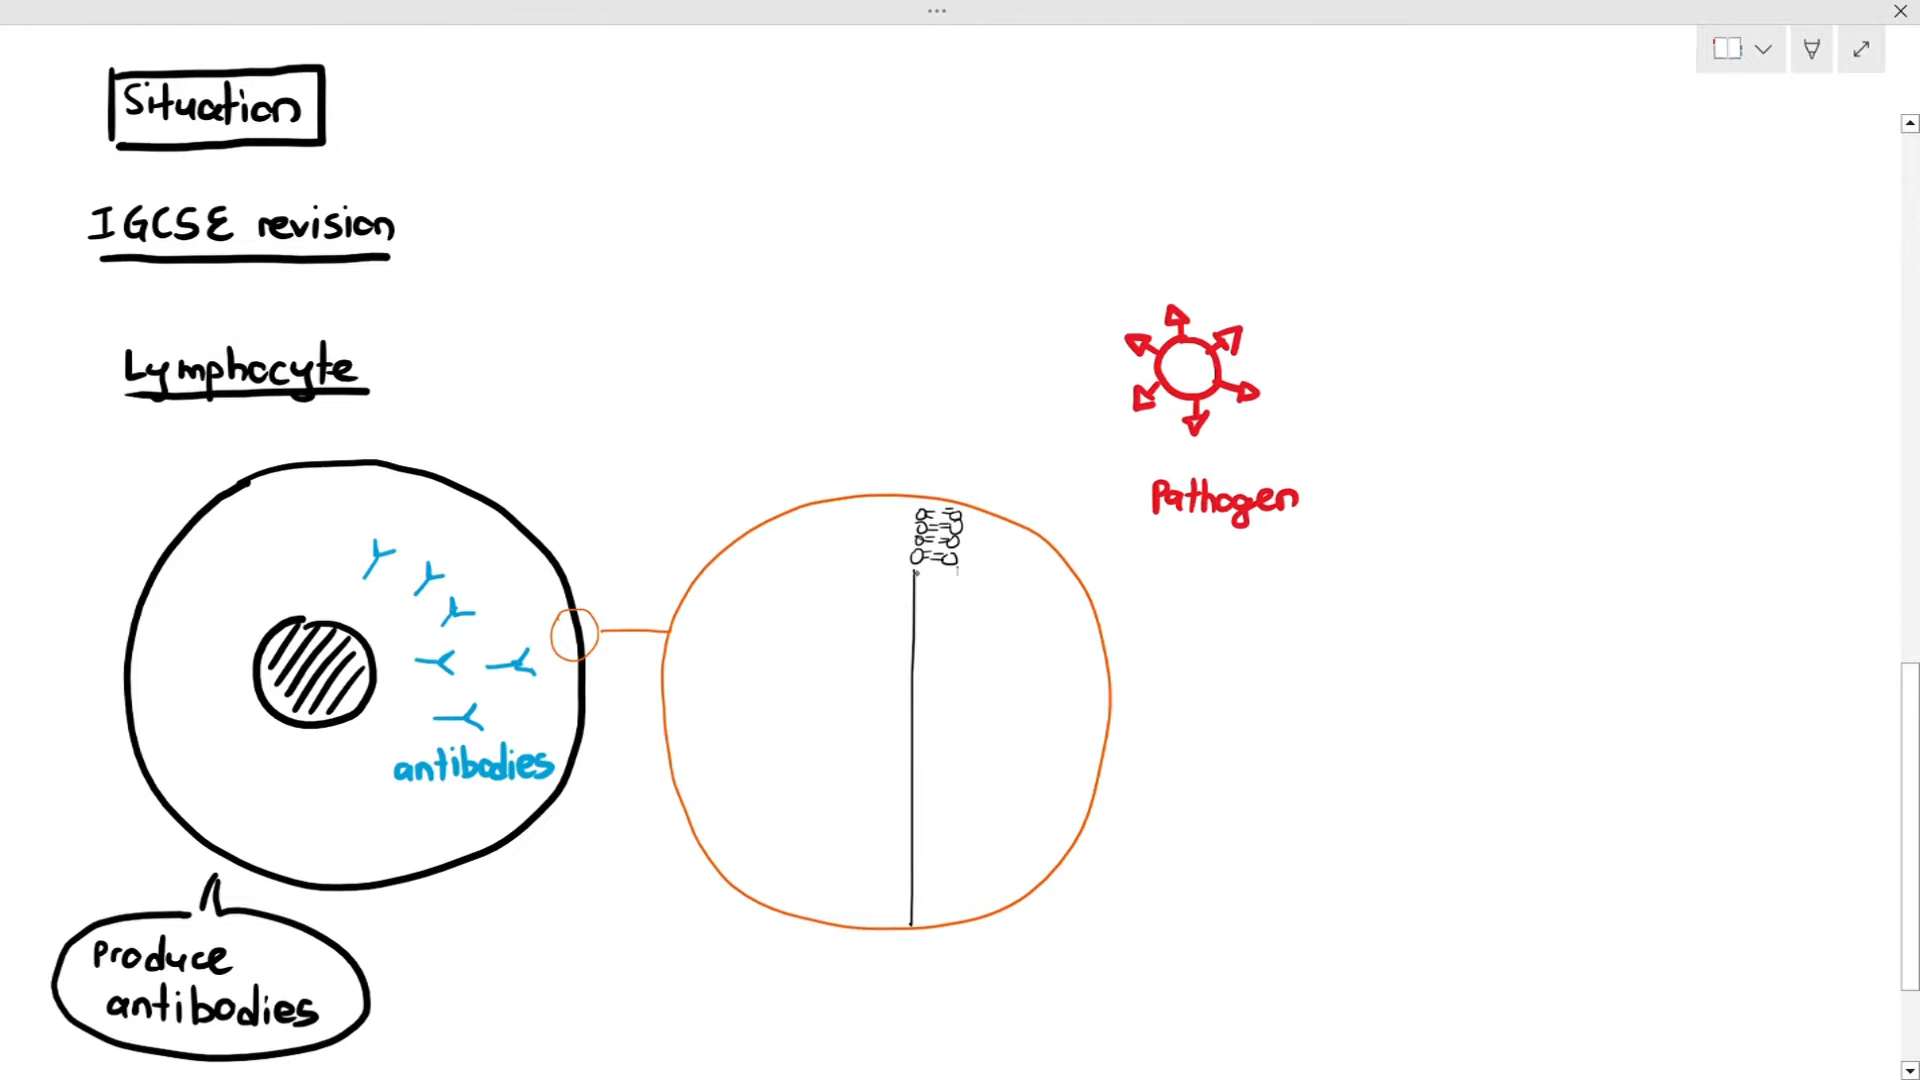 Situation
IGCSE revision
Lymphocyte
Pathogen
antibodies
Produce
antibodies